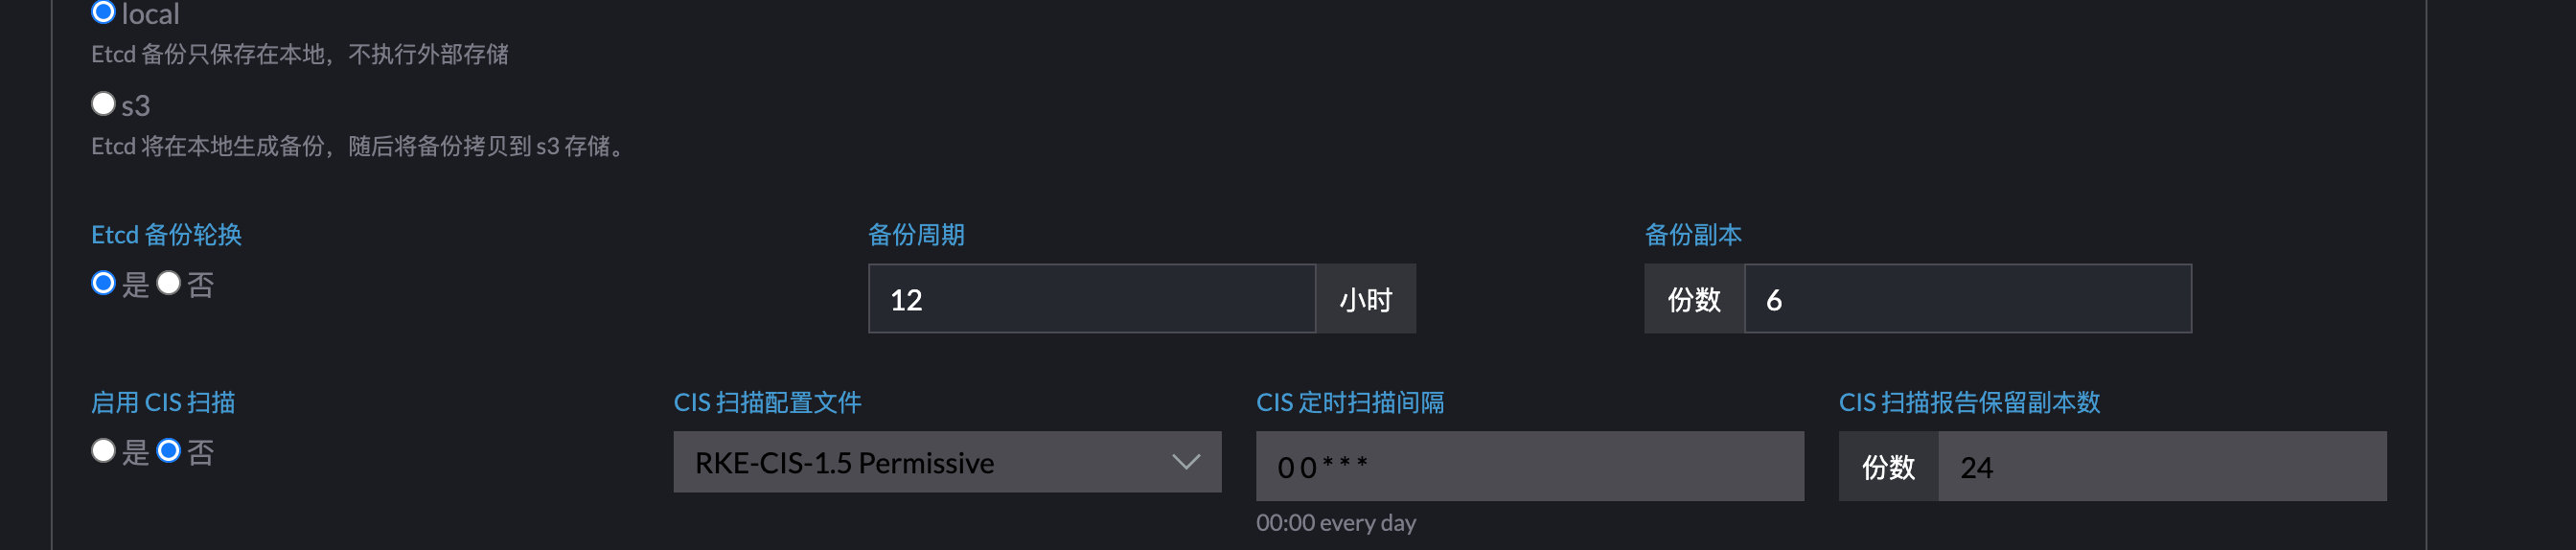 local
Etcd 备份只保存在本地，不执行外部存储
s3
Etcd 将在本地生成备份，随后将备份拷贝到 s3 存储。
Etcd 备份轮换
是 否
备份周期
12 小时
备份副本
份数 6
启用 CIS 扫描
是 否
CIS 扫描配置文件
RKE-CIS-1.5 Permissive
CIS 定时扫描间隔
0 0 * * *
00:00 every day
CIS 扫描报告保留副本数
份数 24